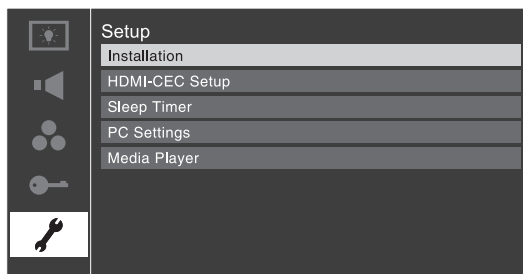 Setup
Installation
HDMI-CEC Setup
Sleep Timer
PC Settings
Media Player